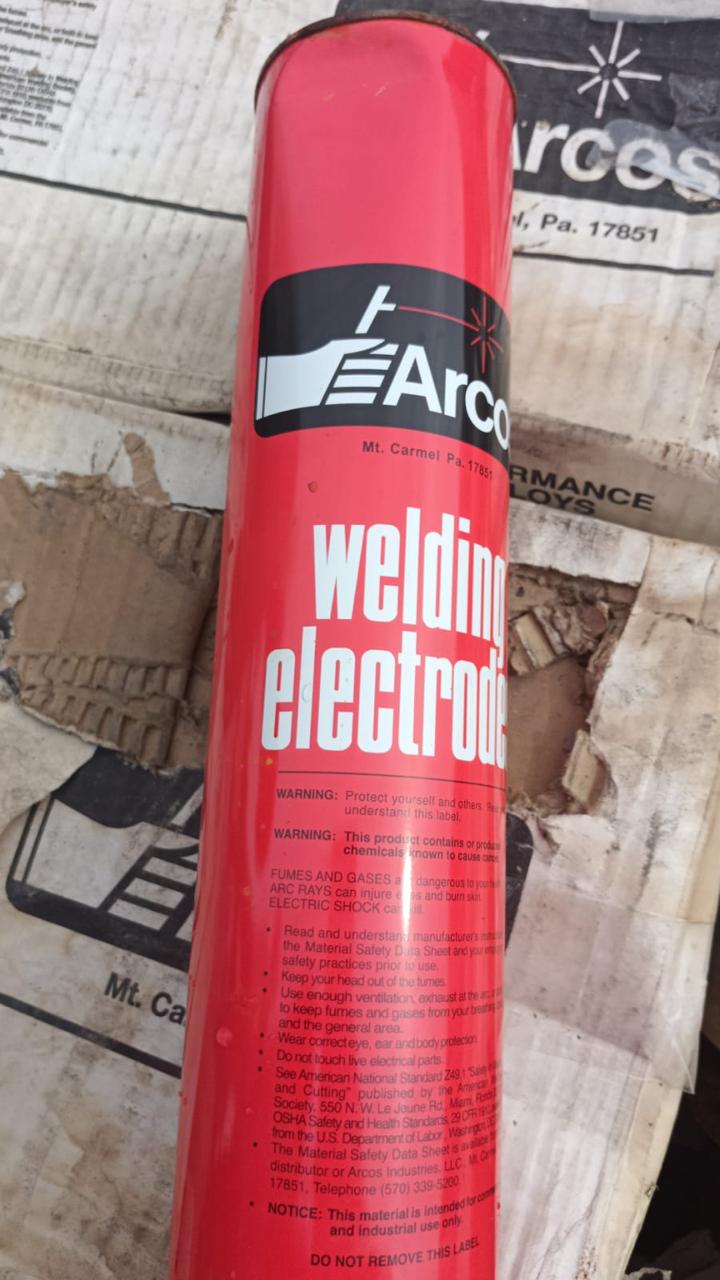 Arcos
Pa. 17851
Arco
Mt. Carmel Pa. 17851
RMANCE
LOYS
welding
electrode
WARNING: Protect yourself and others.
understand this label.
WARNING: This product contains or produces
chemicals known to cause cancer
FUMES AND GASES are dangerous to your health
ARC RAYS can injure eyes and burn skin.
ELECTRIC SHOCK can kill.
• Read and understand manufacturer's
the Material Safety Data Sheet and your
safety practices prior to use.
• Keep your head out of the fumes.
• Use enough ventilation, exhaust at the arc,
to keep fumes and gases from your breathing
and the general area.
• Wear correct eye, ear and body protection.
• Do not touch live electrical parts.
• See American National Standard Z49.1 "Safety
and Cutting" published by the American
Society, 550 N. W. Le Jeune Rd., Miami, Florida
OSHA Safety and Health Standards, 29 CFR 1910,
from the U.S. Department of Labor, Washington,
• The Material Safety Data Sheet is available
distributor or Arcos Industries, LLC, Mt. Carmel
17851, Telephone (570) 339-5200.
• NOTICE: This material is intended for
and industrial use only.
DO NOT REMOVE THIS LABEL
Mt. Ca